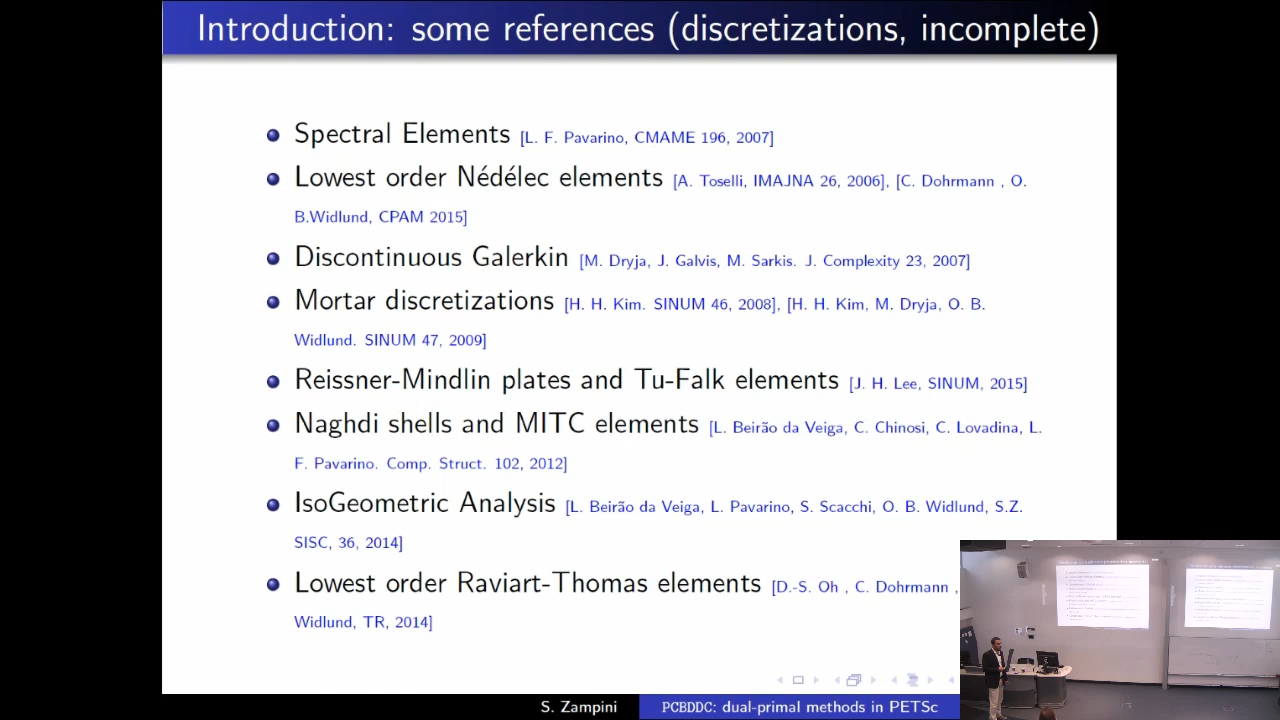 Introduction: some references (discretizations, incomplete)
Spectral Elements [L. F. Pavarino, CMAME 196, 2007]
Lowest order Nédélec elements [A. Toselli, IMAJNA 26, 2006], [C. Dohrmann , O.
B.Widlund, CPAM 2015]
Discontinuous Galerkin [M. Dryja, J. Galvis, M. Sarkis. J. Complexity 23, 2007]
Mortar discretizations [H. H. Kim. SINUM 46, 2008], [H. H. Kim, M. Dryja, O. B.
Widlund. SINUM 47, 2009]
Reissner-Mindlin plates and Tu-Falk elements [J. H. Lee, SINUM, 2015]
Naghdi shells and MITC elements [L. Beirão da Veiga, C. Chinosi, C. Lovadina, L.
F. Pavarino. Comp. Struct. 102, 2012]
IsoGeometric Analysis [L. Beirão da Veiga, L. Pavarino, S. Scacchi, O. B. Widlund, S.Z.
SISC, 36, 2014]
Lowest order Raviart-Thomas elements [D.-S. Oh , C. Dohrmann ,
Widlund, TR, 2014]
S. Zampini PCBDDC: dual-primal methods in PETSc